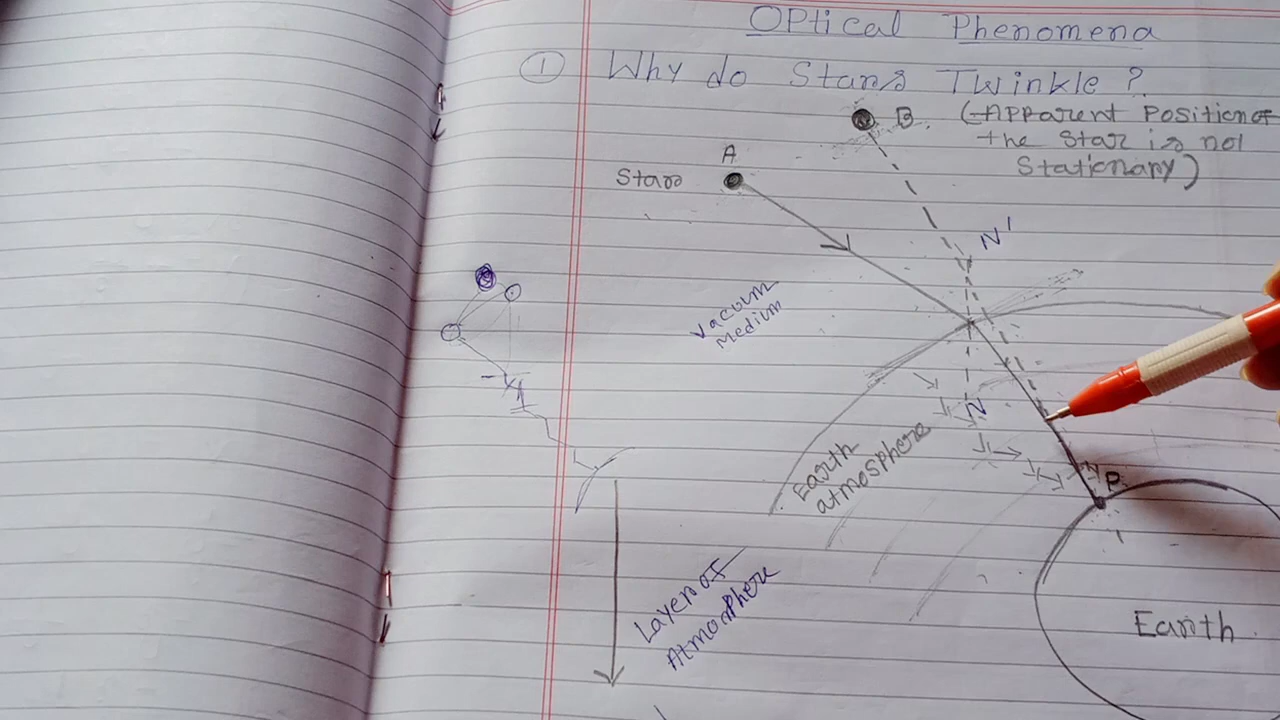 Optical Phenomena
① Why do Stars Twinkle?
B (Apparent Position of
the Star is not
Stationary)
A
Stars
N'
Vacuum
Medium
N
Earth
atmosphere
P
Layer of
Atmosphere
Earth